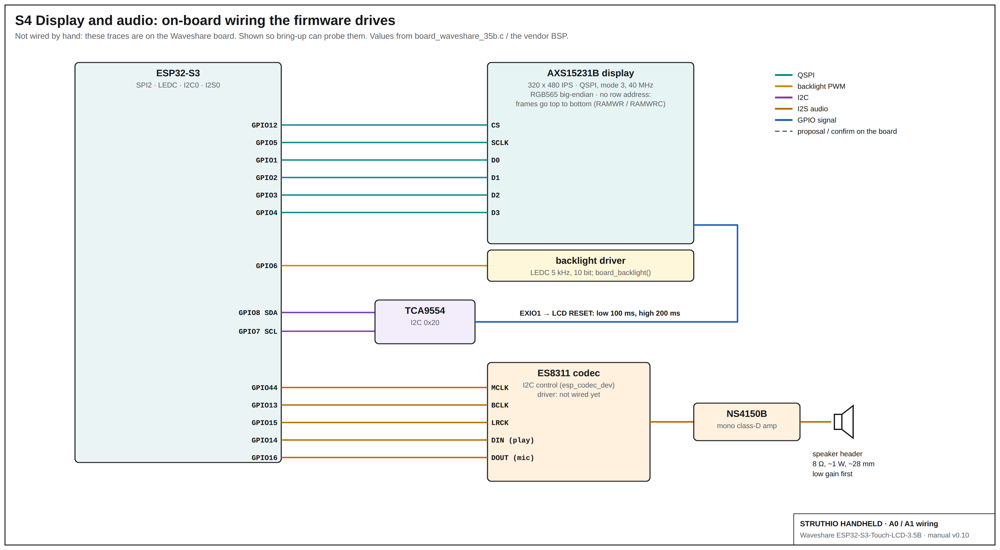 S4 Display and audio: on-board wiring the firmware drives
Not wired by hand: these traces are on the Waveshare board. Shown so bring-up can probe them. Values from board_waveshare_35b.c / the vendor BSP.
ESP32-S3
SPI2 · LEDC · I2C0 · I2S0
GPIO12
GPIO5
GPIO1
GPIO2
GPIO3
GPIO4
GPIO6
GPIO8 SDA
GPIO7 SCL
GPIO44
GPIO13
GPIO15
GPIO14
GPIO16
AXS15231B display
320 x 480 IPS · QSPI, mode 3, 40 MHz
RGB565 big-endian · no row address:
frames go top to bottom (RAMWR / RAMWRC)
CS
SCLK
D0
D1
D2
D3
backlight driver
LEDC 5 kHz, 10 bit; board_backlight()
TCA9554
I2C 0x20
EXIO1 → LCD RESET: low 100 ms, high 200 ms
ES8311 codec
I2C control (esp_codec_dev)
driver: not wired yet
MCLK
BCLK
LRCK
DIN (play)
DOUT (mic)
NS4150B
mono class-D amp
speaker header
8 Ω, ~1 W, ~28 mm
low gain first
QSPI
backlight PWM
I2C
I2S audio
GPIO signal
proposal / confirm on the board
STRUTHIO HANDHELD · A0 / A1 wiring
Waveshare ESP32-S3-Touch-LCD-3.5B · manual v0.10